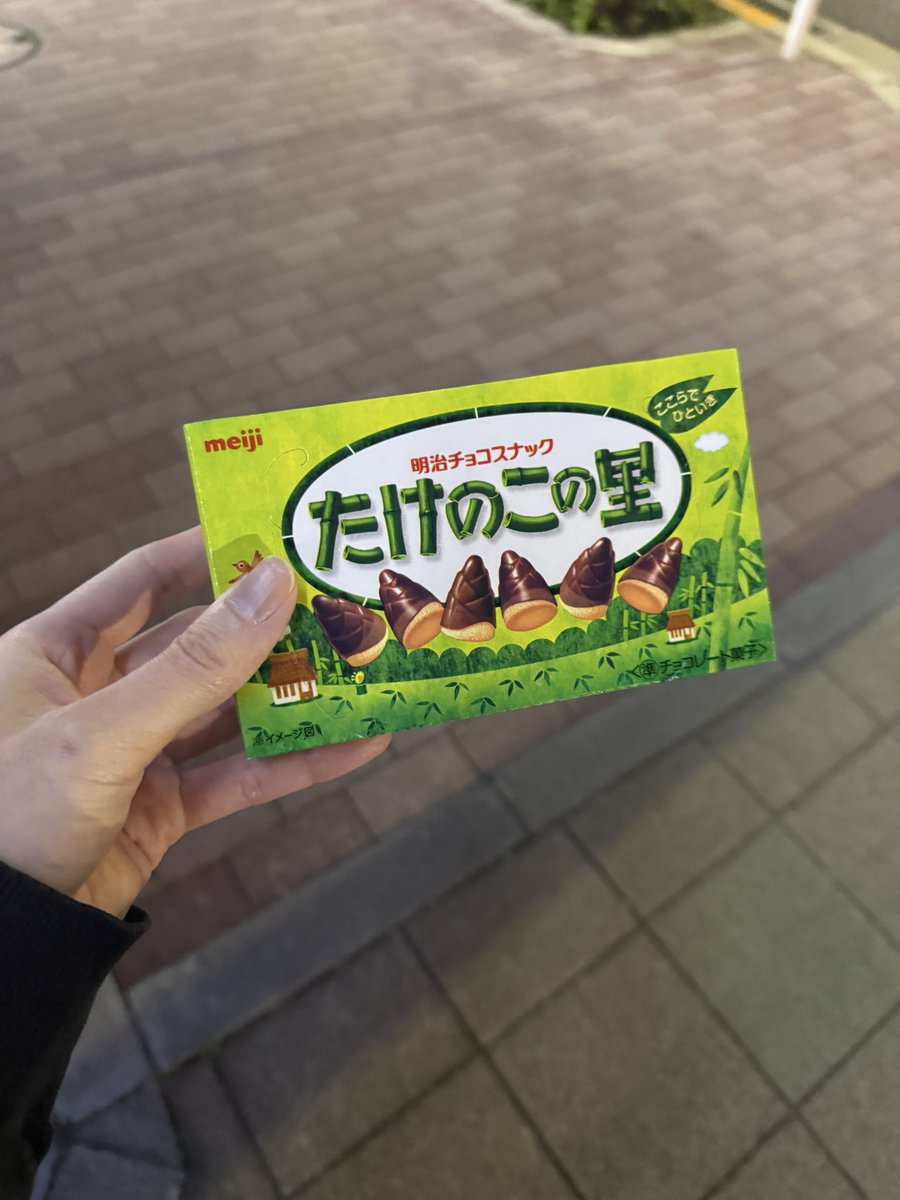 meiji
ここらで
ひといき
明治チョコスナック
たけのこの里
〈準チョコレート菓子〉
※イメージ図